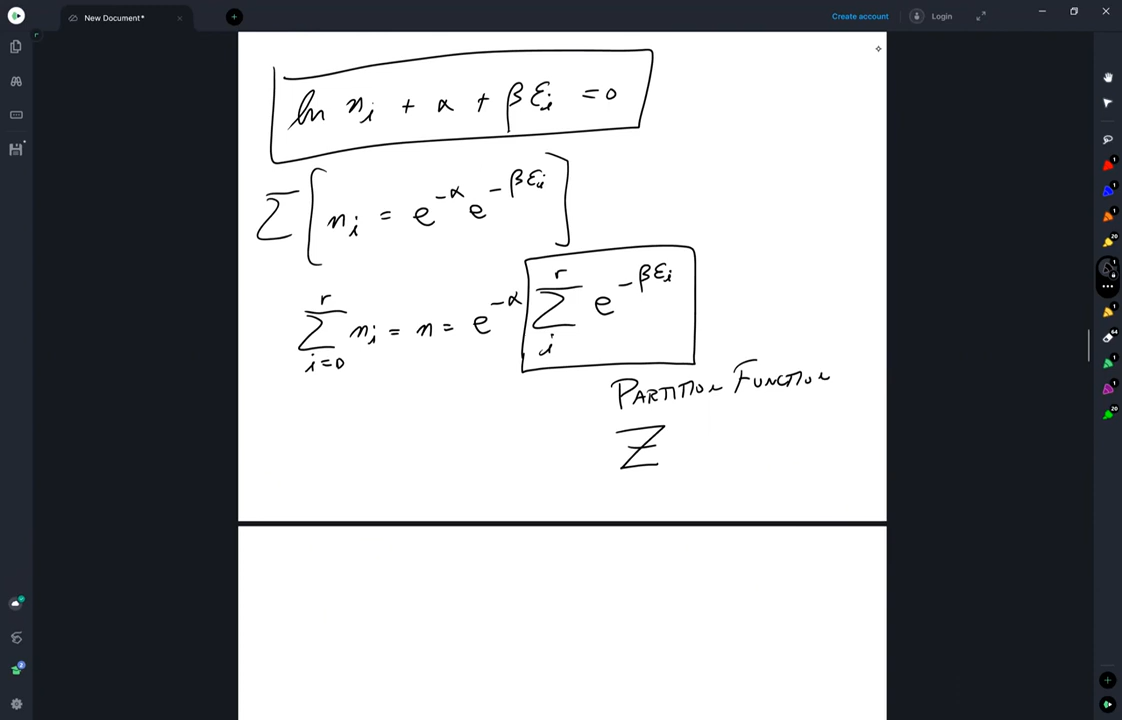 New Document*
Create account
Login
ln nᵢ + α + βεᵢ = 0
Σ [ nᵢ = e^{-α} e^{-βεᵢ} ]
Σ_{i=0}^{r} nᵢ = n = e^{-α} Σ_{i}^{r} e^{-βεᵢ}
PARTITION FUNCTION
Z